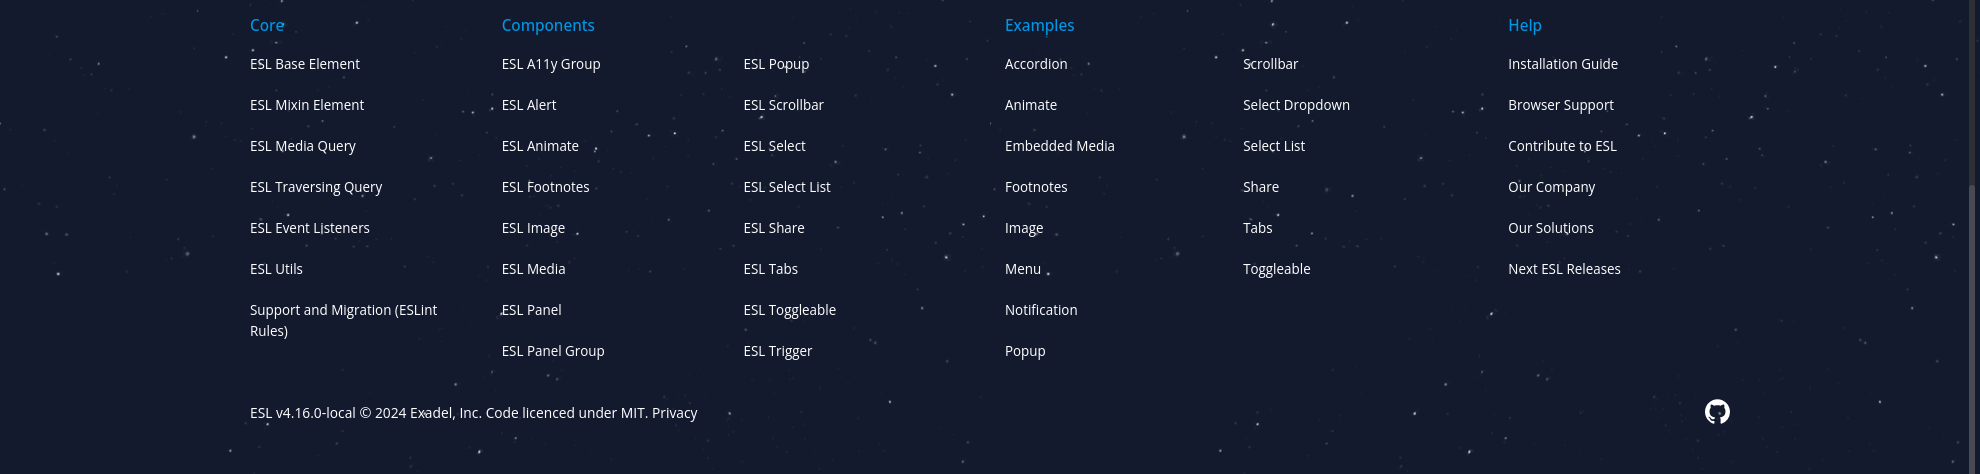 Core
ESL Base Element
ESL Mixin Element
ESL Media Query
ESL Traversing Query
ESL Event Listeners
ESL Utils
Support and Migration (ESLint
Rules)
Components
ESL A11y Group
ESL Alert
ESL Animate
ESL Footnotes
ESL Image
ESL Media
ESL Panel
ESL Panel Group
ESL Popup
ESL Scrollbar
ESL Select
ESL Select List
ESL Share
ESL Tabs
ESL Toggleable
ESL Trigger
Examples
Accordion
Animate
Embedded Media
Footnotes
Image
Menu
Notification
Popup
Scrollbar
Select Dropdown
Select List
Share
Tabs
Toggleable
Help
Installation Guide
Browser Support
Contribute to ESL
Our Company
Our Solutions
Next ESL Releases
ESL v4.16.0-local © 2024 Exadel, Inc. Code licenced under MIT. Privacy